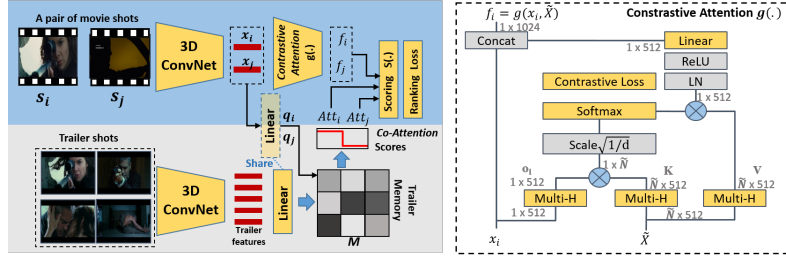 A pair of movie shots
s_i
s_j
3D
ConvNet
x_i
x_j
Contrastive
Attention
g(.)
f_i
f_j
Scoring S(.)
Ranking Loss
Att_i
Att_j
Linear
q_i
q_j
Co-Attention
Scores
Share
Trailer shots
3D
ConvNet
Trailer
features
Linear
M
Trailer
Memory
f_i = g(x_i, X̃)
Constrastive Attention g(.)
1 x 1024
Concat
1 x 512
Linear
ReLU
LN
Contrastive Loss
1 x 512
Softmax
Scale√1/d
1 x Ñ
o_i
K
V
1 x 512
Ñ x 512
Ñ x 512
Multi-H
Multi-H
Multi-H
1 x 512
Ñ x 512
x_i
X̃